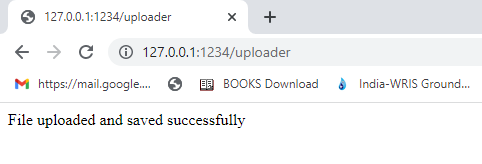 127.0.0.1:1234/uploader
127.0.0.1:1234/uploader
https://mail.google.... BOOKS Download India-WRIS Ground...
File uploaded and saved successfully